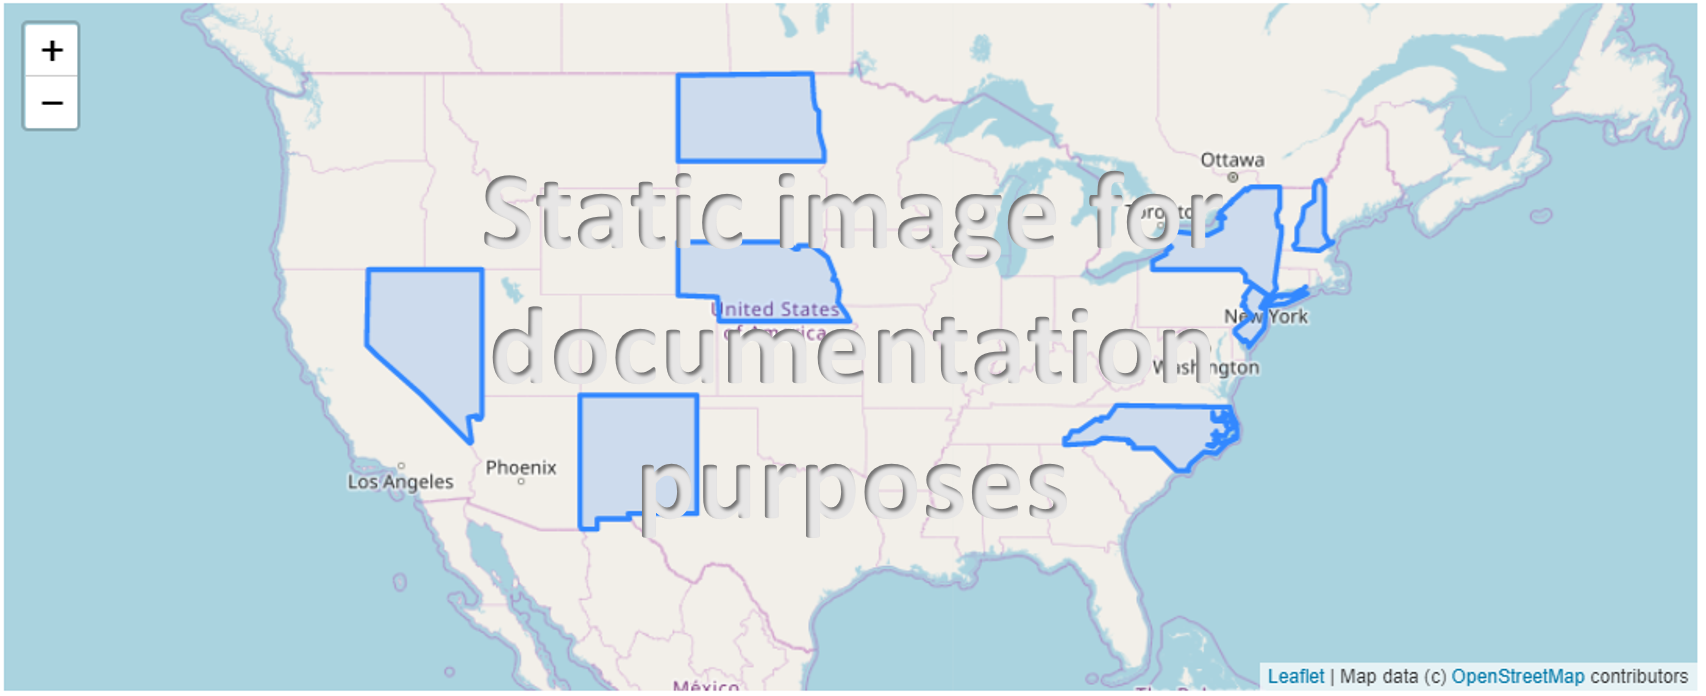 +
−
Ottawa
Toronto
Static image for
United States
of America
New York
documentation
Washington
Phoenix
Los Angeles
purposes
México
Leaflet | Map data (c) OpenStreetMap contributors